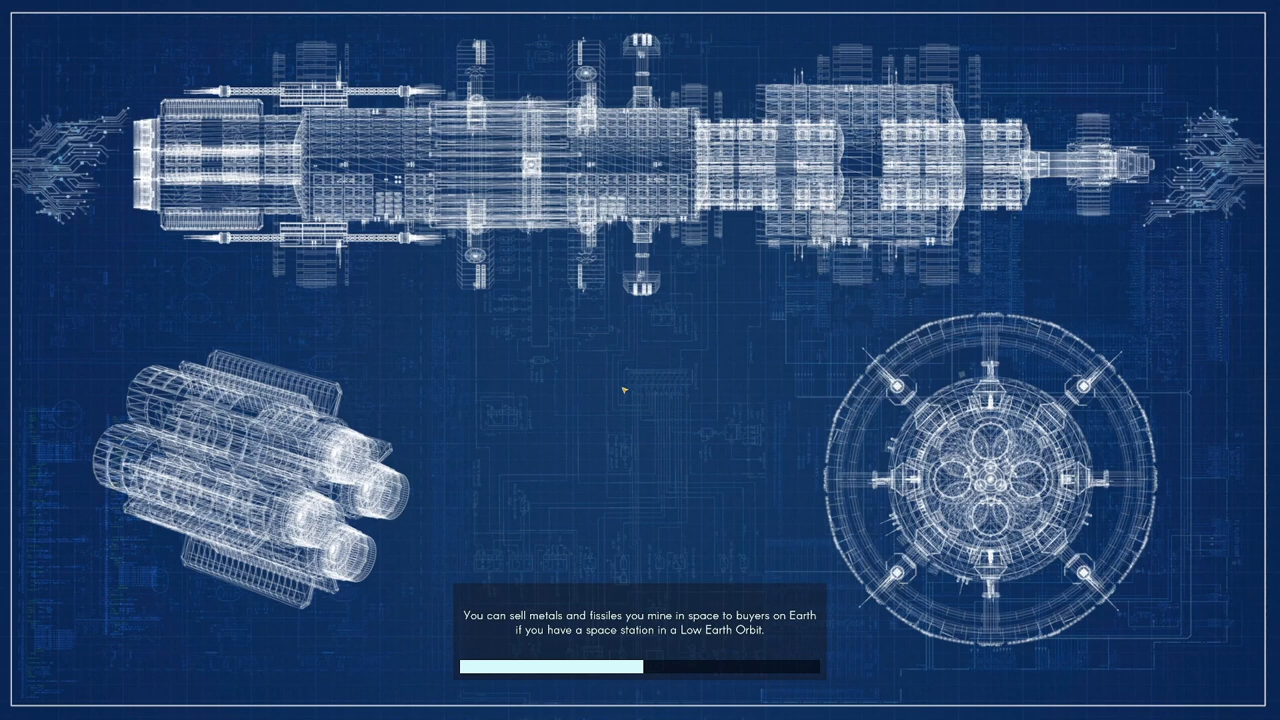 You can sell metals and fissiles you mine in space to buyers on Earth
if you have a space station in a Low Earth Orbit.